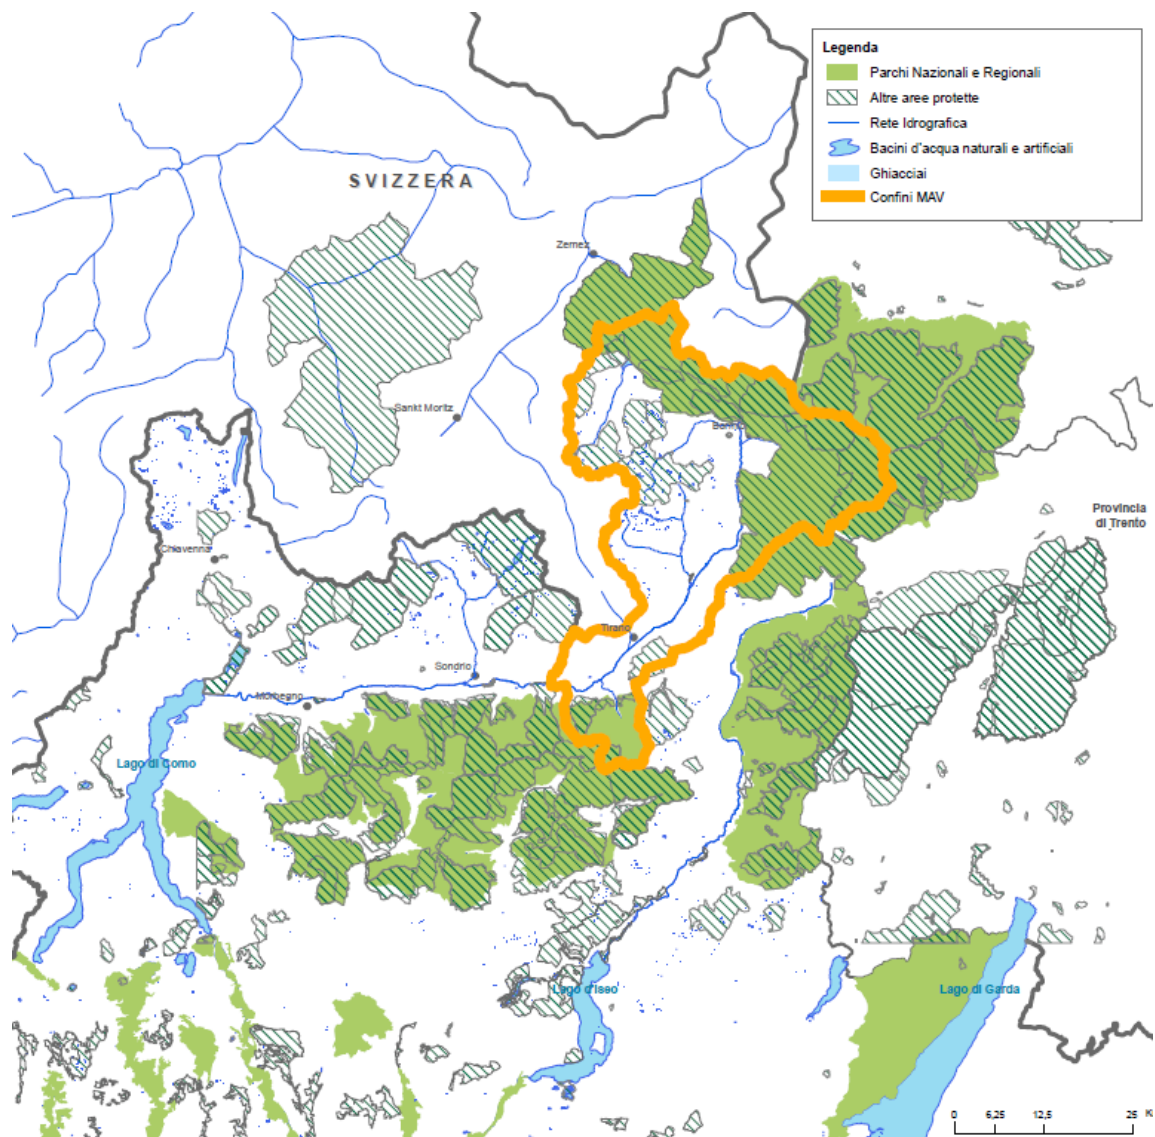 Legenda
Parchi Nazionali e Regionali
Altre aree protette
Rete Idrografica
Bacini d'acqua naturali e artificiali
Ghiacciai
Confini MAV
SVIZZERA
Zernez
Sankt Moritz
Provincia
di Trento
Chiavenna
Tirano
Sondrio
Morbegno
Lago di Como
Lago d'Iseo
Lago di Garda
0 6,25 12,5 25